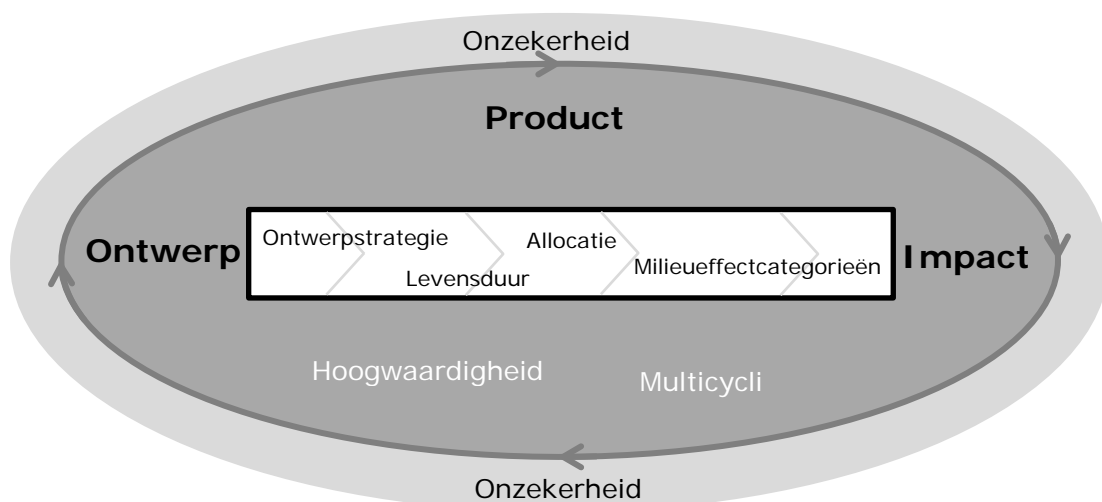 Onzekerheid
Product
Ontwerp
Ontwerpstrategie
Levensduur
Allocatie
Milieueffectcategorieën
Impact
Hoogwaardigheid
Multicycli
Onzekerheid